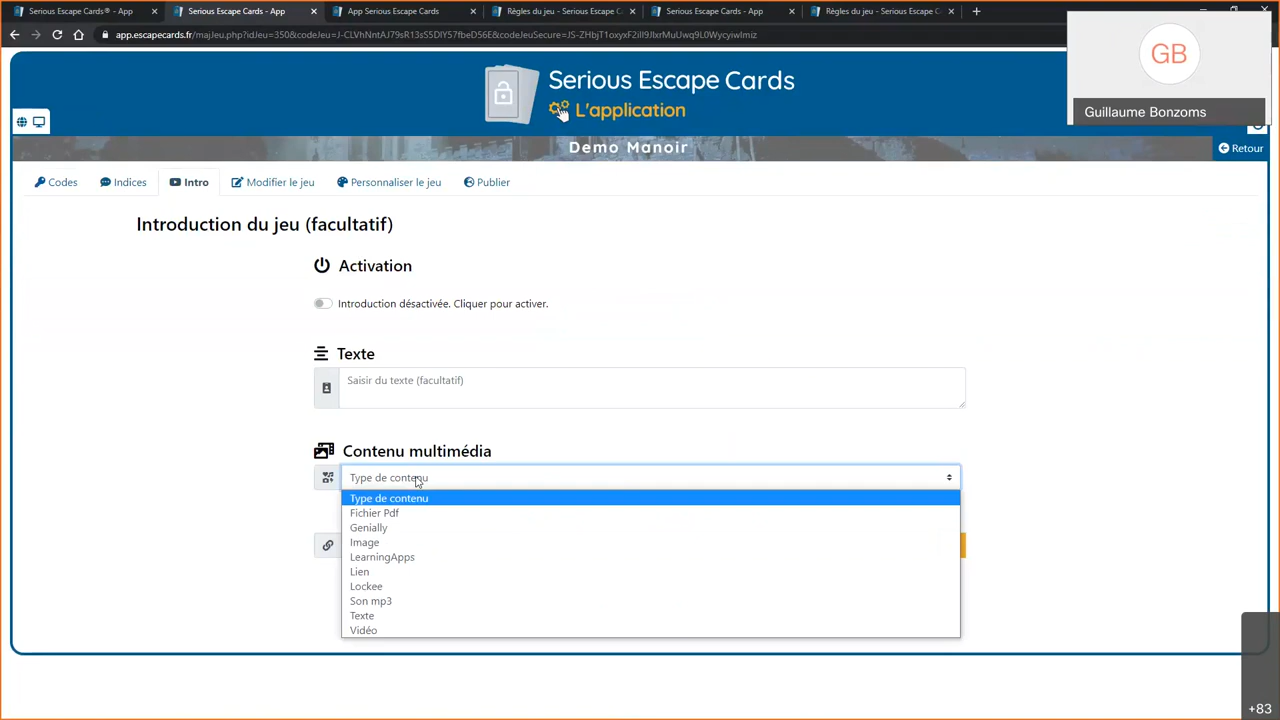 Serious Escape Cards® - App
Serious Escape Cards - App
App Serious Escape Cards
Règles du jeu - Serious Escape C
Serious Escape Cards - App
Règles du jeu - Serious Escape C
GB
Guillaume Bonzoms
Serious Escape Cards
L'application
Demo Manoir
Retour
Codes
Indices
Intro
Modifier le jeu
Personnaliser le jeu
Publier
Introduction du jeu (facultatif)
Activation
Introduction désactivée. Cliquer pour activer.
Texte
Saisir du texte (facultatif)
Contenu multimédia
Type de contenu
Type de contenu
Fichier Pdf
Genially
Image
LearningApps
Lien
Lockee
Son mp3
Texte
Vidéo
+83